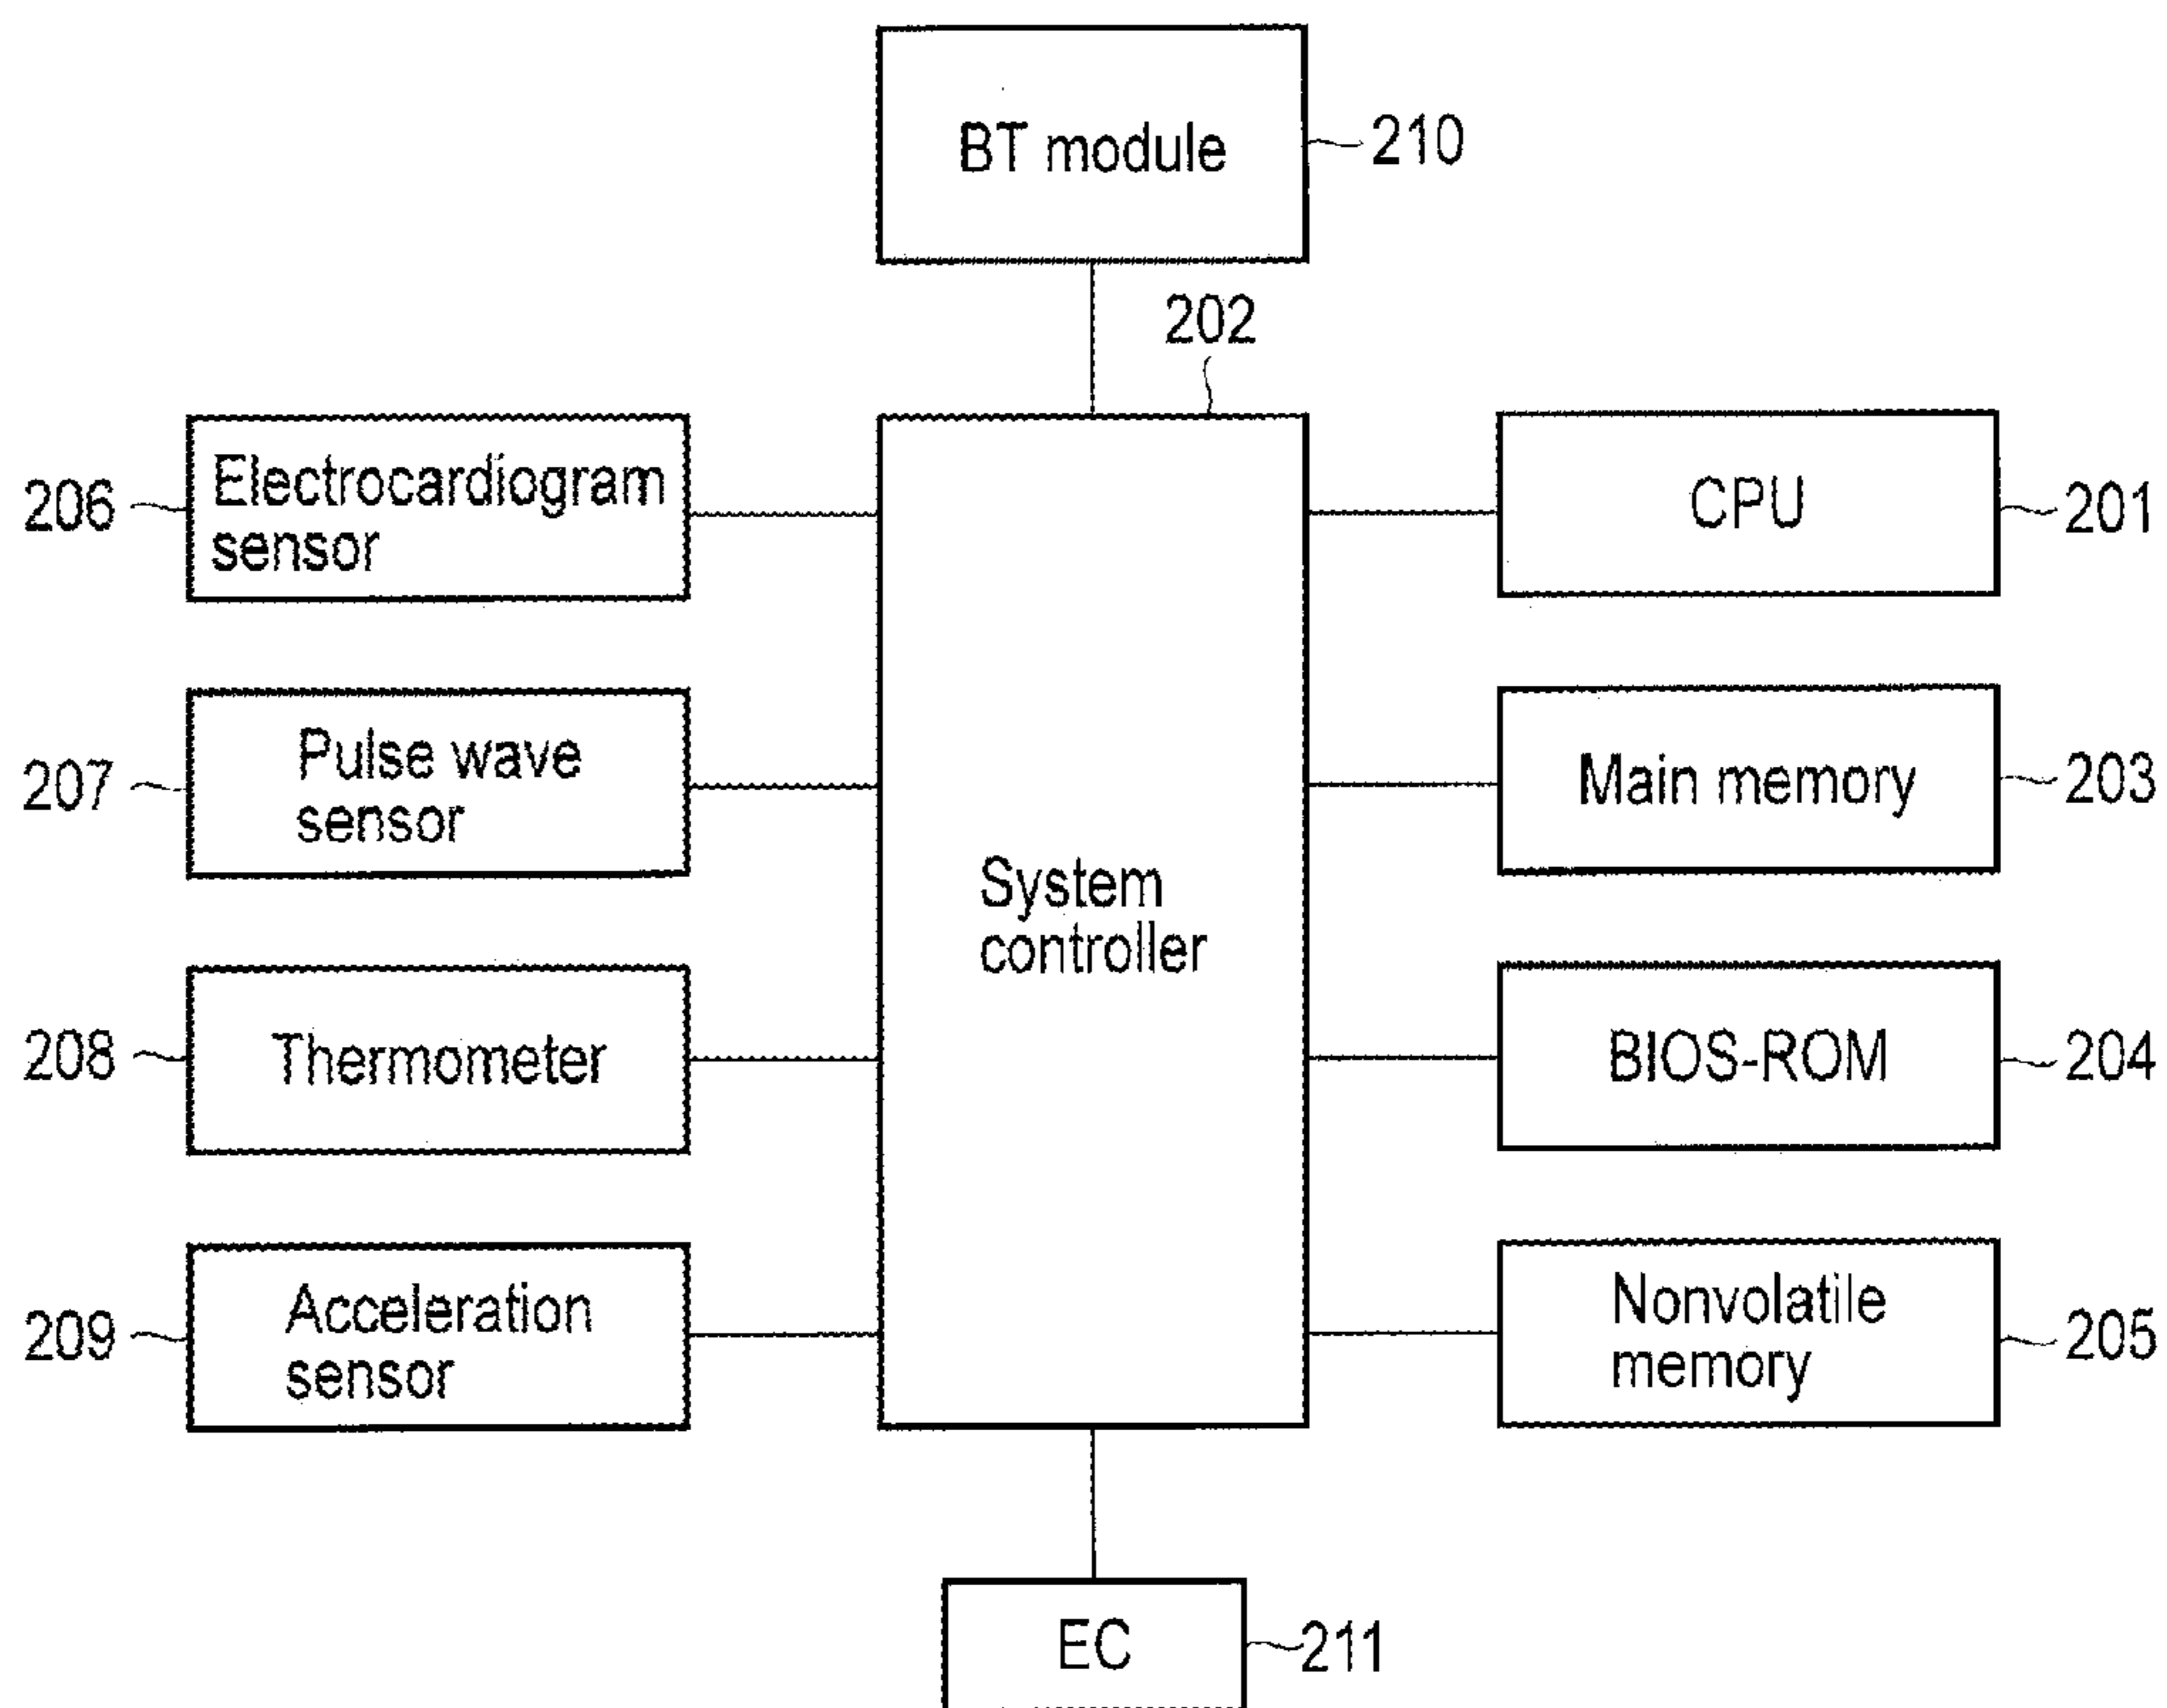 BT module
210
202
206
Electrocardiogram
sensor
CPU
201
207
Pulse wave
sensor
Main memory
203
System
controller
208
Thermometer
BIOS-ROM
204
209
Acceleration
sensor
Nonvolatile
memory
205
EC
211